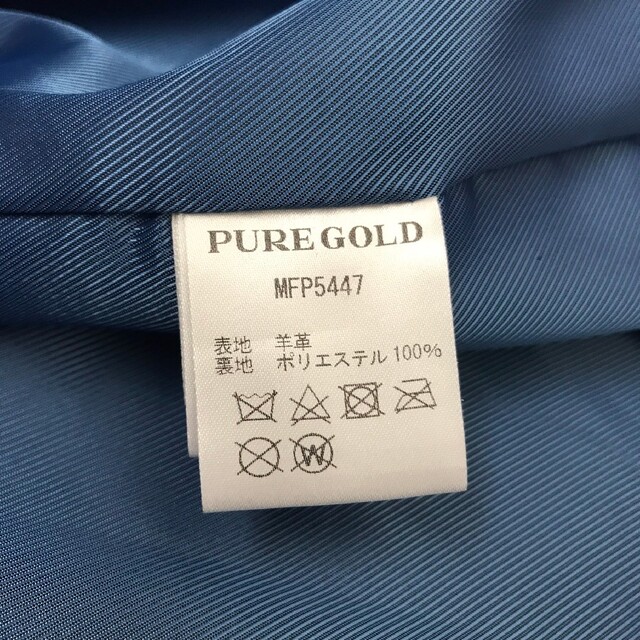 PURE GOLD
MFP5447
表地 羊革
裏地 ポリエステル 100%
W